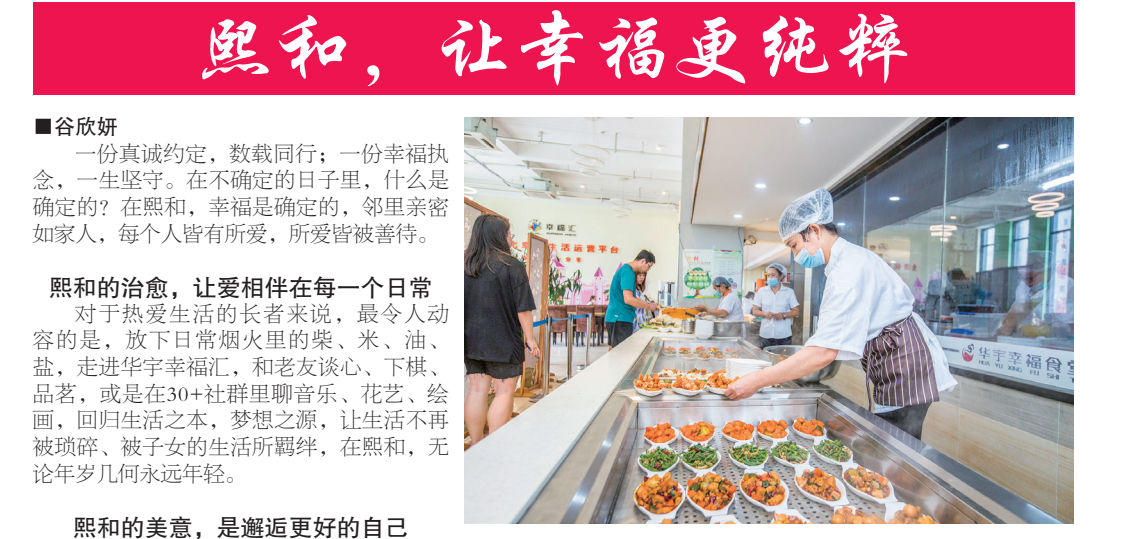 熙和，让幸福更纯粹
■谷欣妍
一份真诚约定，数载同行；一份幸福执
念，一生坚守。在不确定的日子里，什么是
确定的？在熙和，幸福是确定的，邻里亲密
如家人，每个人皆有所爱，所爱皆被善待。
熙和的治愈，让爱相伴在每一个日常
对于热爱生活的长者来说，最令人动
容的是，放下日常烟火里的柴、米、油、
盐，走进华宇幸福汇，和老友谈心、下棋、
品茗，或是在30+社群里聊音乐、花艺、绘
画，回归生活之本，梦想之源，让生活不再
被琐碎、被子女的生活所羁绊，在熙和，无
论年岁几何永远年轻。
熙和的美意，是邂逅更好的自己
幸福汇
生活运营平台
华宇幸福食堂
HUA YU XING FU SHI